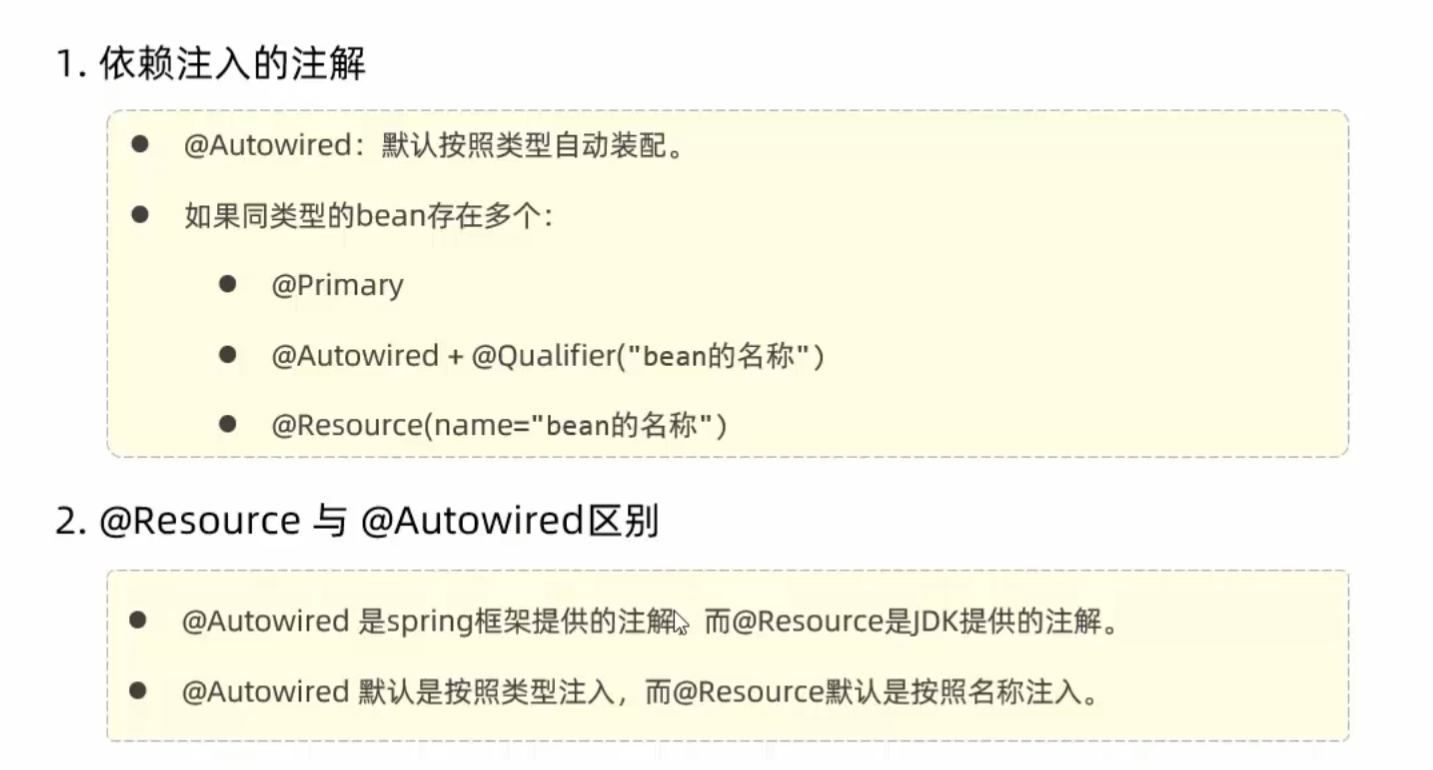 1. 依赖注入的注解
● @Autowired：默认按照类型自动装配。
● 如果同类型的bean存在多个：
● @Primary
● @Autowired + @Qualifier("bean的名称")
● @Resource(name="bean的名称")
2. @Resource 与 @Autowired区别
● @Autowired 是spring框架提供的注解，而@Resource是JDK提供的注解。
● @Autowired 默认是按照类型注入，而@Resource默认是按照名称注入。